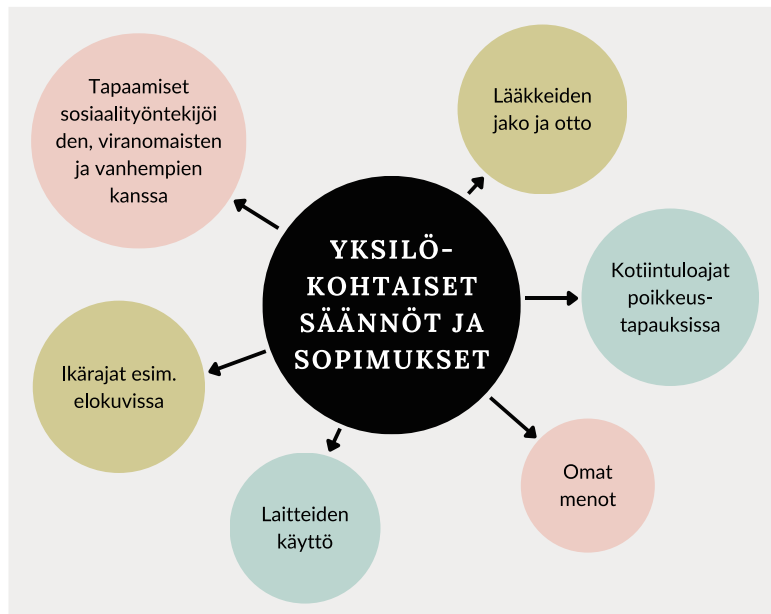 Tapaamiset
sosiaalityöntekijöi
den, viranomaisten
ja vanhempien
kanssa
Lääkkeiden
jako ja otto
YKSILÖ-
KOHTAISET
SÄÄNNÖT JA
SOPIMUKSET
Kotiintuloajat
poikkeus-
tapauksissa
Ikärajat esim.
elokuvissa
Omat
menot
Laitteiden
käyttö